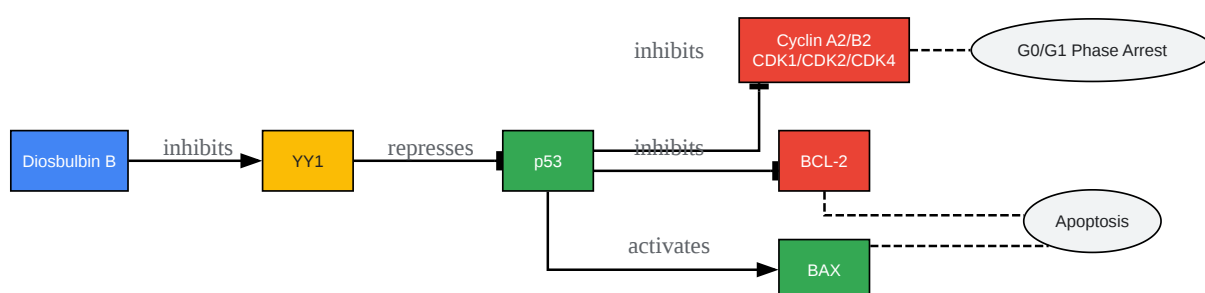 inhibits
Cyclin A2/B2
CDK1/CDK2/CDK4
G0/G1 Phase Arrest
Diosbulbin B
inhibits
YY1
represses
p53
inhibits
BCL-2
Apoptosis
activates
BAX